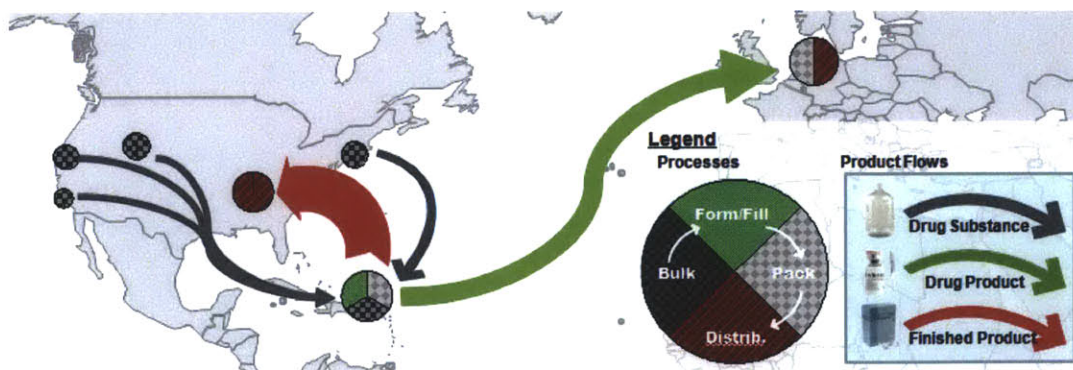 Legend
Processes
Product Flows
Form/Fill
Bulk
Pack
Distrib.
Drug Substance
Drug Product
Finished Product